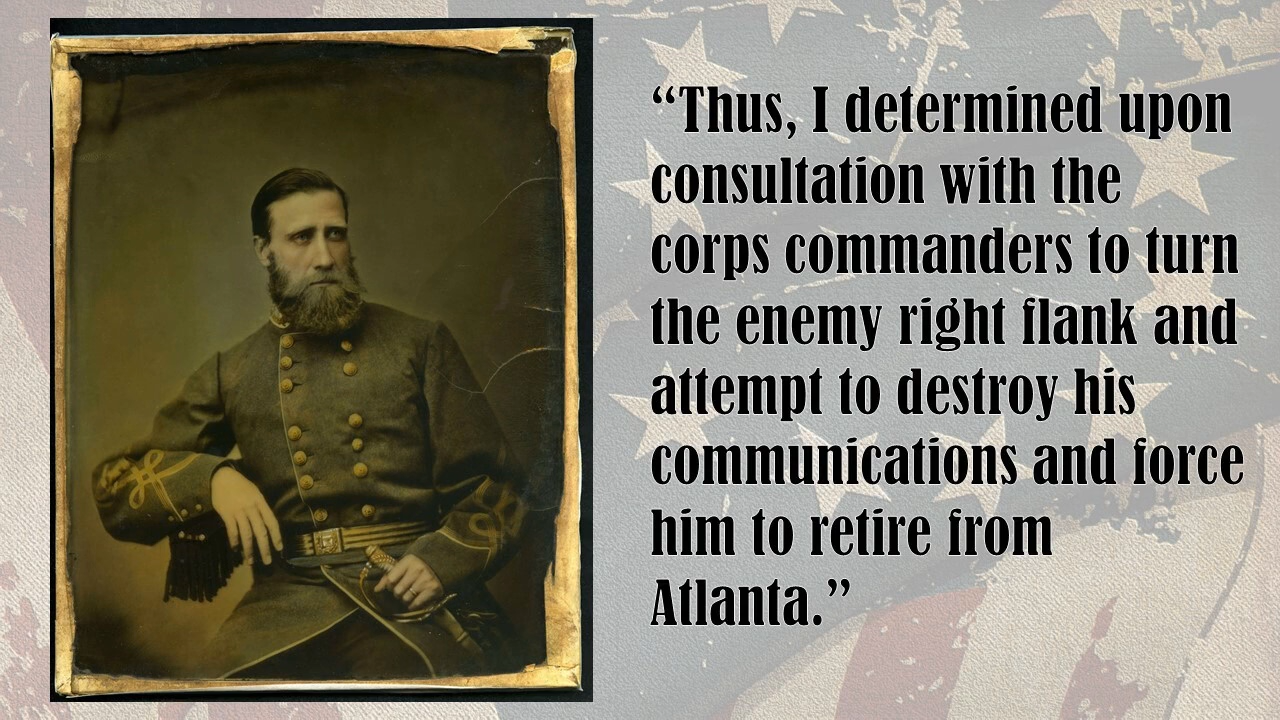 “Thus, I determined upon
consultation with the
corps commanders to turn
the enemy right flank and
attempt to destroy his
communications and force
him to retire from
Atlanta.”